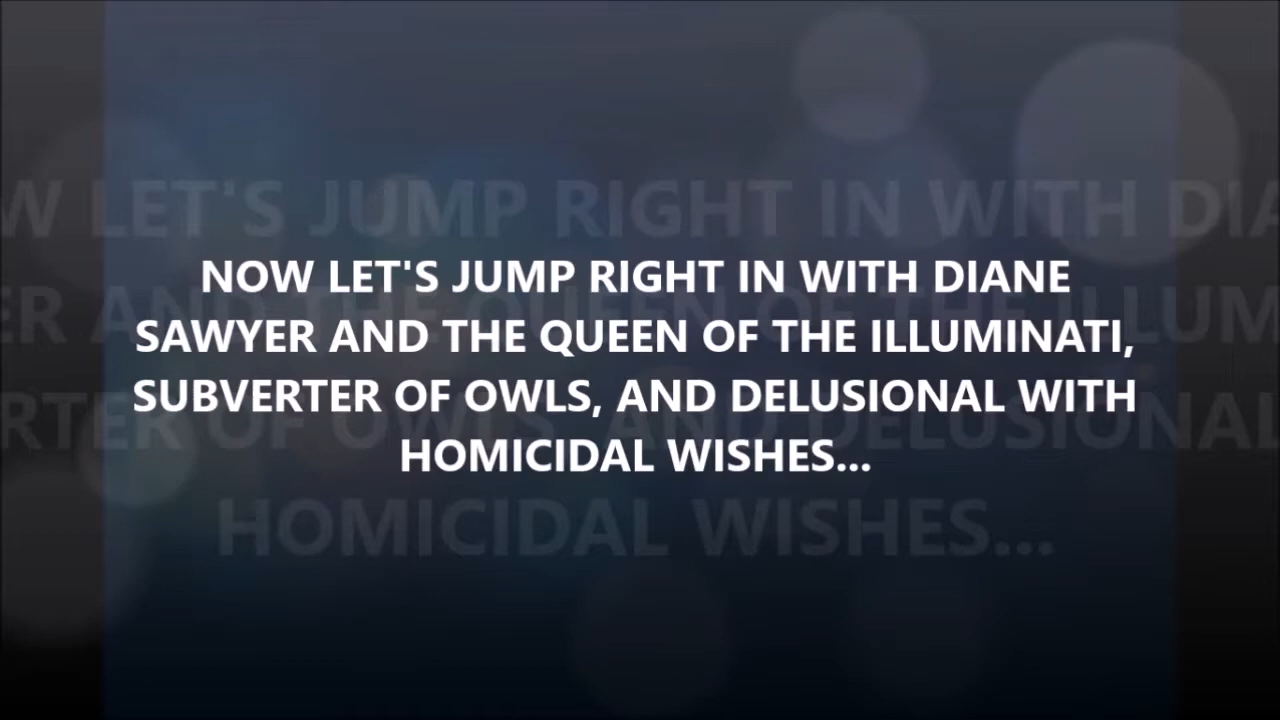 NOW LET'S JUMP RIGHT IN WITH DIANE
SAWYER AND THE QUEEN OF THE ILLUMINATI,
SUBVERTER OF OWLS, AND DELUSIONAL WITH
HOMICIDAL WISHES...